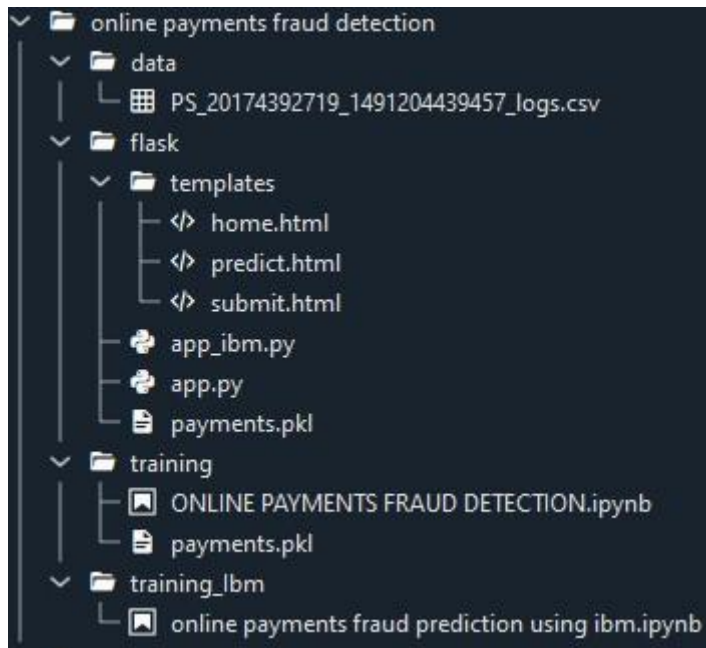 online payments fraud detection
data
PS_20174392719_1491204439457_logs.csv
flask
templates
home.html
predict.html
submit.html
app_ibm.py
app.py
payments.pkl
training
ONLINE PAYMENTS FRAUD DETECTION.ipynb
payments.pkl
training_Ibm
online payments fraud prediction using ibm.ipynb